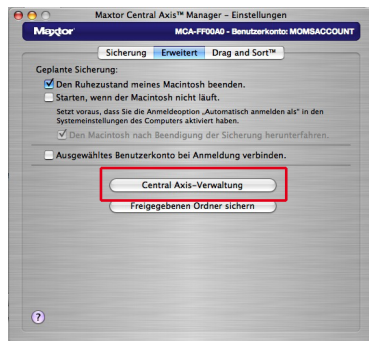 Maxtor Central Axis™ Manager – Einstellungen
Maxtor
MCA-FF00A0 - Benutzerkonto: MOMSACCOUNT
Sicherung Erweitert Drag and Sort™
Geplante Sicherung:
Den Ruhezustand meines Macintosh beenden.
Starten, wenn der Macintosh nicht läuft.
Setzt voraus, dass Sie die Anmeldeoption „Automatisch anmelden als" in den
Systemeinstellungen des Computers aktiviert haben.
Den Macintosh nach Beendigung der Sicherung herunterfahren.
Ausgewähltes Benutzerkonto bei Anmeldung verbinden.
Central Axis-Verwaltung
Freigegebenen Ordner sichern
?